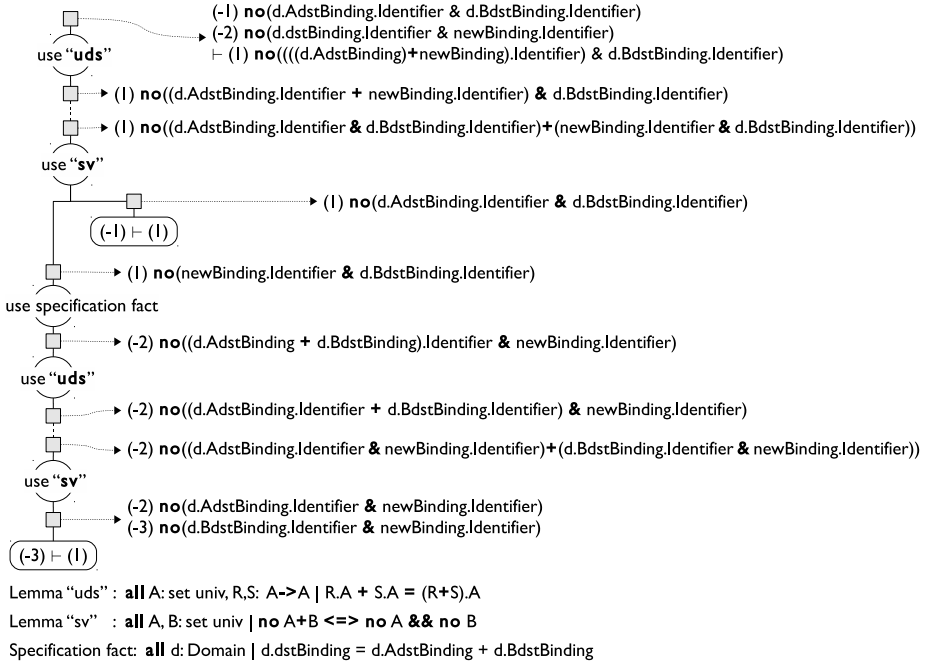 (-1) no(d.AdstBinding.Identifier & d.BdstBinding.Identifier)
(-2) no(d.dstBinding.Identifier & newBinding.Identifier)
⊢ (1) no((((d.AdstBinding)+newBinding).Identifier) & d.BdstBinding.Identifier)
use “uds”
(1) no((d.AdstBinding.Identifier + newBinding.Identifier) & d.BdstBinding.Identifier)
(1) no((d.AdstBinding.Identifier & d.BdstBinding.Identifier)+(newBinding.Identifier & d.BdstBinding.Identifier))
use “sv”
(1) no(d.AdstBinding.Identifier & d.BdstBinding.Identifier)
(-1) ⊢ (1)
(1) no(newBinding.Identifier & d.BdstBinding.Identifier)
use specification fact
(-2) no((d.AdstBinding + d.BdstBinding).Identifier & newBinding.Identifier)
use “uds”
(-2) no((d.AdstBinding.Identifier + d.BdstBinding.Identifier) & newBinding.Identifier)
(-2) no((d.AdstBinding.Identifier & newBinding.Identifier)+(d.BdstBinding.Identifier & newBinding.Identifier))
use “sv”
(-2) no(d.AdstBinding.Identifier & newBinding.Identifier)
(-3) no(d.BdstBinding.Identifier & newBinding.Identifier)
(-3) ⊢ (1)
Lemma “uds” : all A: set univ, R,S: A->A | R.A + S.A = (R+S).A
Lemma “sv” : all A, B: set univ | no A+B <=> no A && no B
Specification fact: all d: Domain | d.dstBinding = d.AdstBinding + d.BdstBinding